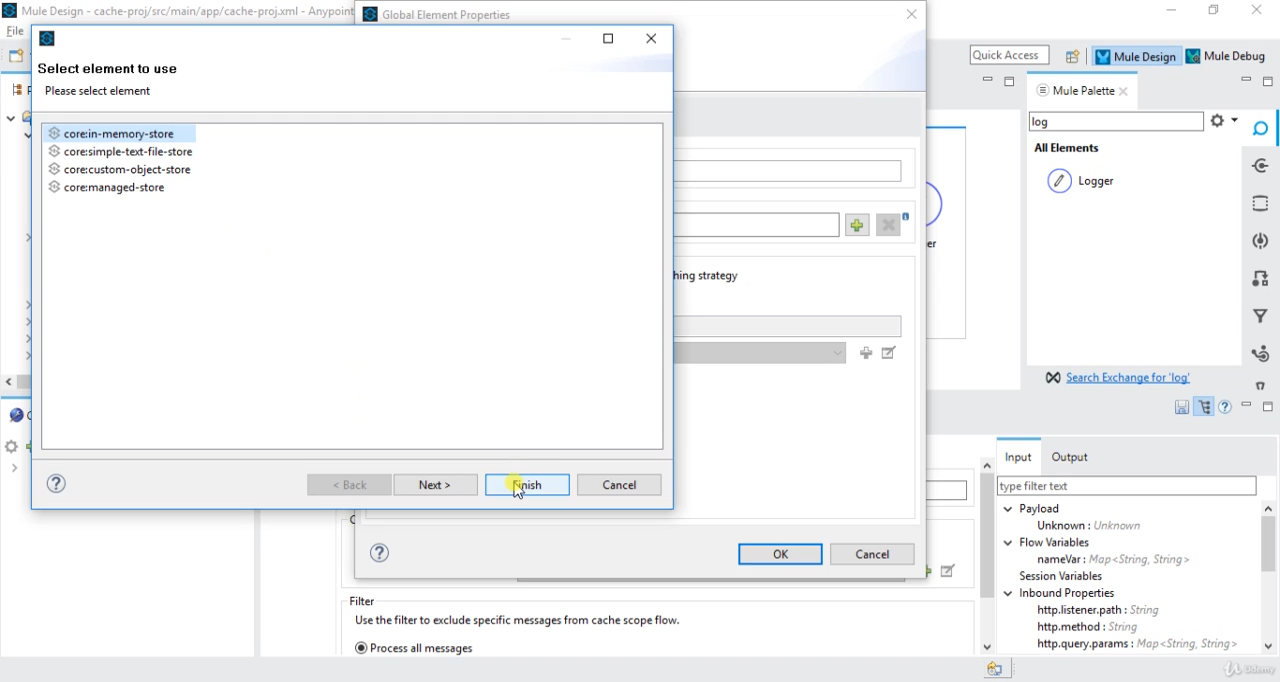 Mule Design - cache-proj/src/main/app/cache-proj.xml - Anypoint
Global Element Properties
File
Select element to use
Please select element
core:in-memory-store
core:simple-text-file-store
core:custom-object-store
core:managed-store
< Back
Next >
Finish
Cancel
hing strategy
OK
Cancel
er
Quick Access
Mule Design
Mule Debug
Mule Palette
log
All Elements
Logger
Search Exchange for 'log'
Filter
Use the filter to exclude specific messages from cache scope flow.
Process all messages
Input
Output
type filter text
Payload
Unknown : Unknown
Flow Variables
nameVar : Map<String, String>
Session Variables
Inbound Properties
http.listener.path : String
http.method : String
http.query.params : Map<String, String>
Udemy